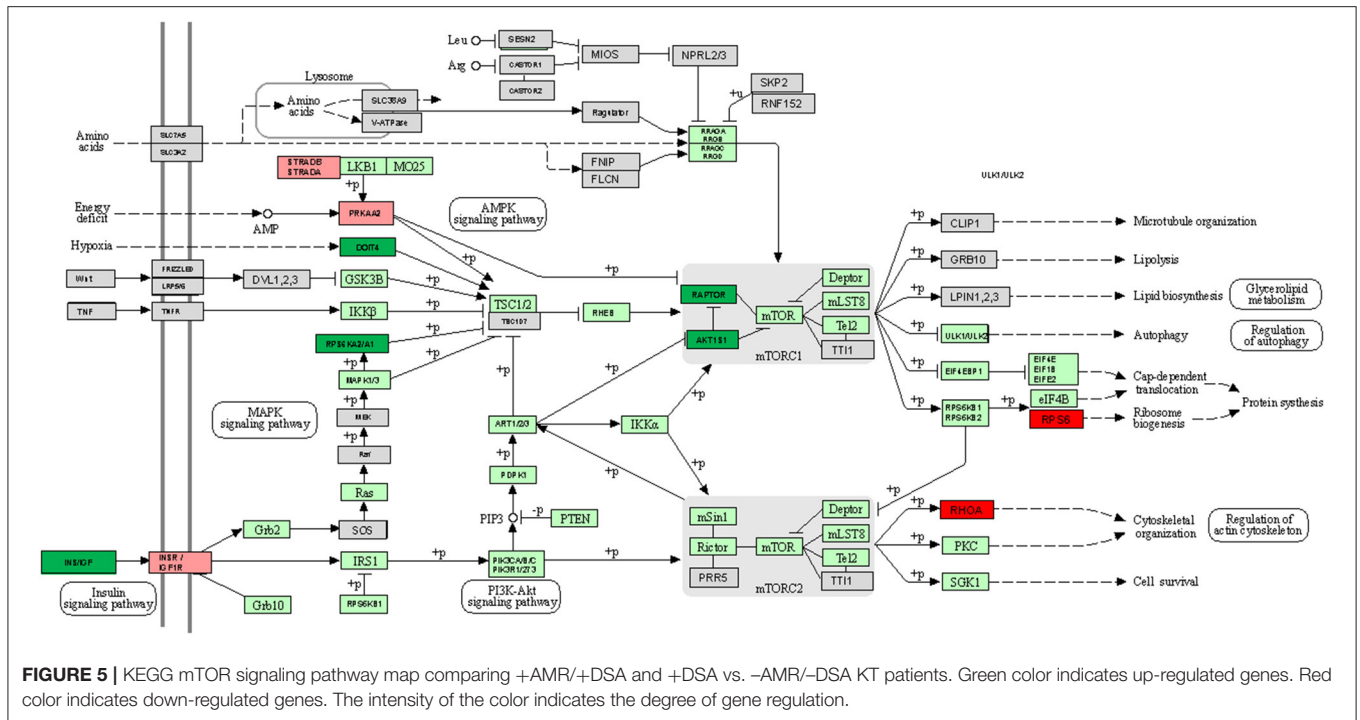 Leu
SESN2
MIOS
NPRL2/3
Arg
CASTOR1
CASTOR2
SKP2
+u
RNF152
Lysosome
Amino
acids
SLC38A9
V-ATPase
Ragulator
RRAGA
RRGB
RRAGC
RRGD
Amino
acids
SLC7A5
SLC3A2
FNIP
FLCN
STRADB
STRADA
LKB1
MO25
+p
ULK1/ULK2
Energy
deficit
AMP
PRKAA2
AMPK
signaling pathway
+p
CLIP1
Microtubule organization
Hypoxia
DOIT4
+p
+p
+p
GRB10
Lipolysis
Wnt
FRIZZLED
LRP5/6
DVL1,2,3
GSK3B
+p
TSC1/2
TBC1D7
RHEB
RAPTOR
mTOR
Deptor
mLST8
Tel2
TTI1
AKT1S1
mTORC1
+p
LPIN1,2,3
Lipid biosynthesis
Glycerolipid
metabolism
TNF
TNFR
IKKβ
+p
+p
ULK1/ULK2
Autophagy
Regulation
of autophagy
RPS6KA2/A1
+p
+p
MAPK1/3
+p
+p
EIF4EBP1
EIF4E
EIF1B
EIFE2
Cap-dependent
translocation
MAPK
signaling pathway
MEK
+p
Raf
+p
+p
ART1/2/3
IKKα
+p
+p
RPS6KB1
RPS6KB2
+p
eIF4B
RPS6
Ribosome
biogenesis
Protein systhesis
+p
PDPK1
+p
+p
Ras
PIP3
-p
PTEN
Grb2
SOS
mSin1
Rictor
PRR5
mTOR
Deptor
mLST8
Tel2
TTI1
mTORC2
+p
+p
RHOA
Cytoskeletal
organization
Regulation of
actin cytoskeleton
+p
PKC
INS/IGF
INSR /
IGF1R
IRS1
+p
PIK3CA/B/C
PIK3R1/273
+p
+p
SGK1
Cell survival
Insulin
signaling pathway
Grb10
+p
RPS6KB1
PI3K-Akt
signaling pathway
FIGURE 5 | KEGG mTOR signaling pathway map comparing +AMR/+DSA and +DSA vs. –AMR/–DSA KT patients. Green color indicates up-regulated genes. Red
color indicates down-regulated genes. The intensity of the color indicates the degree of gene regulation.